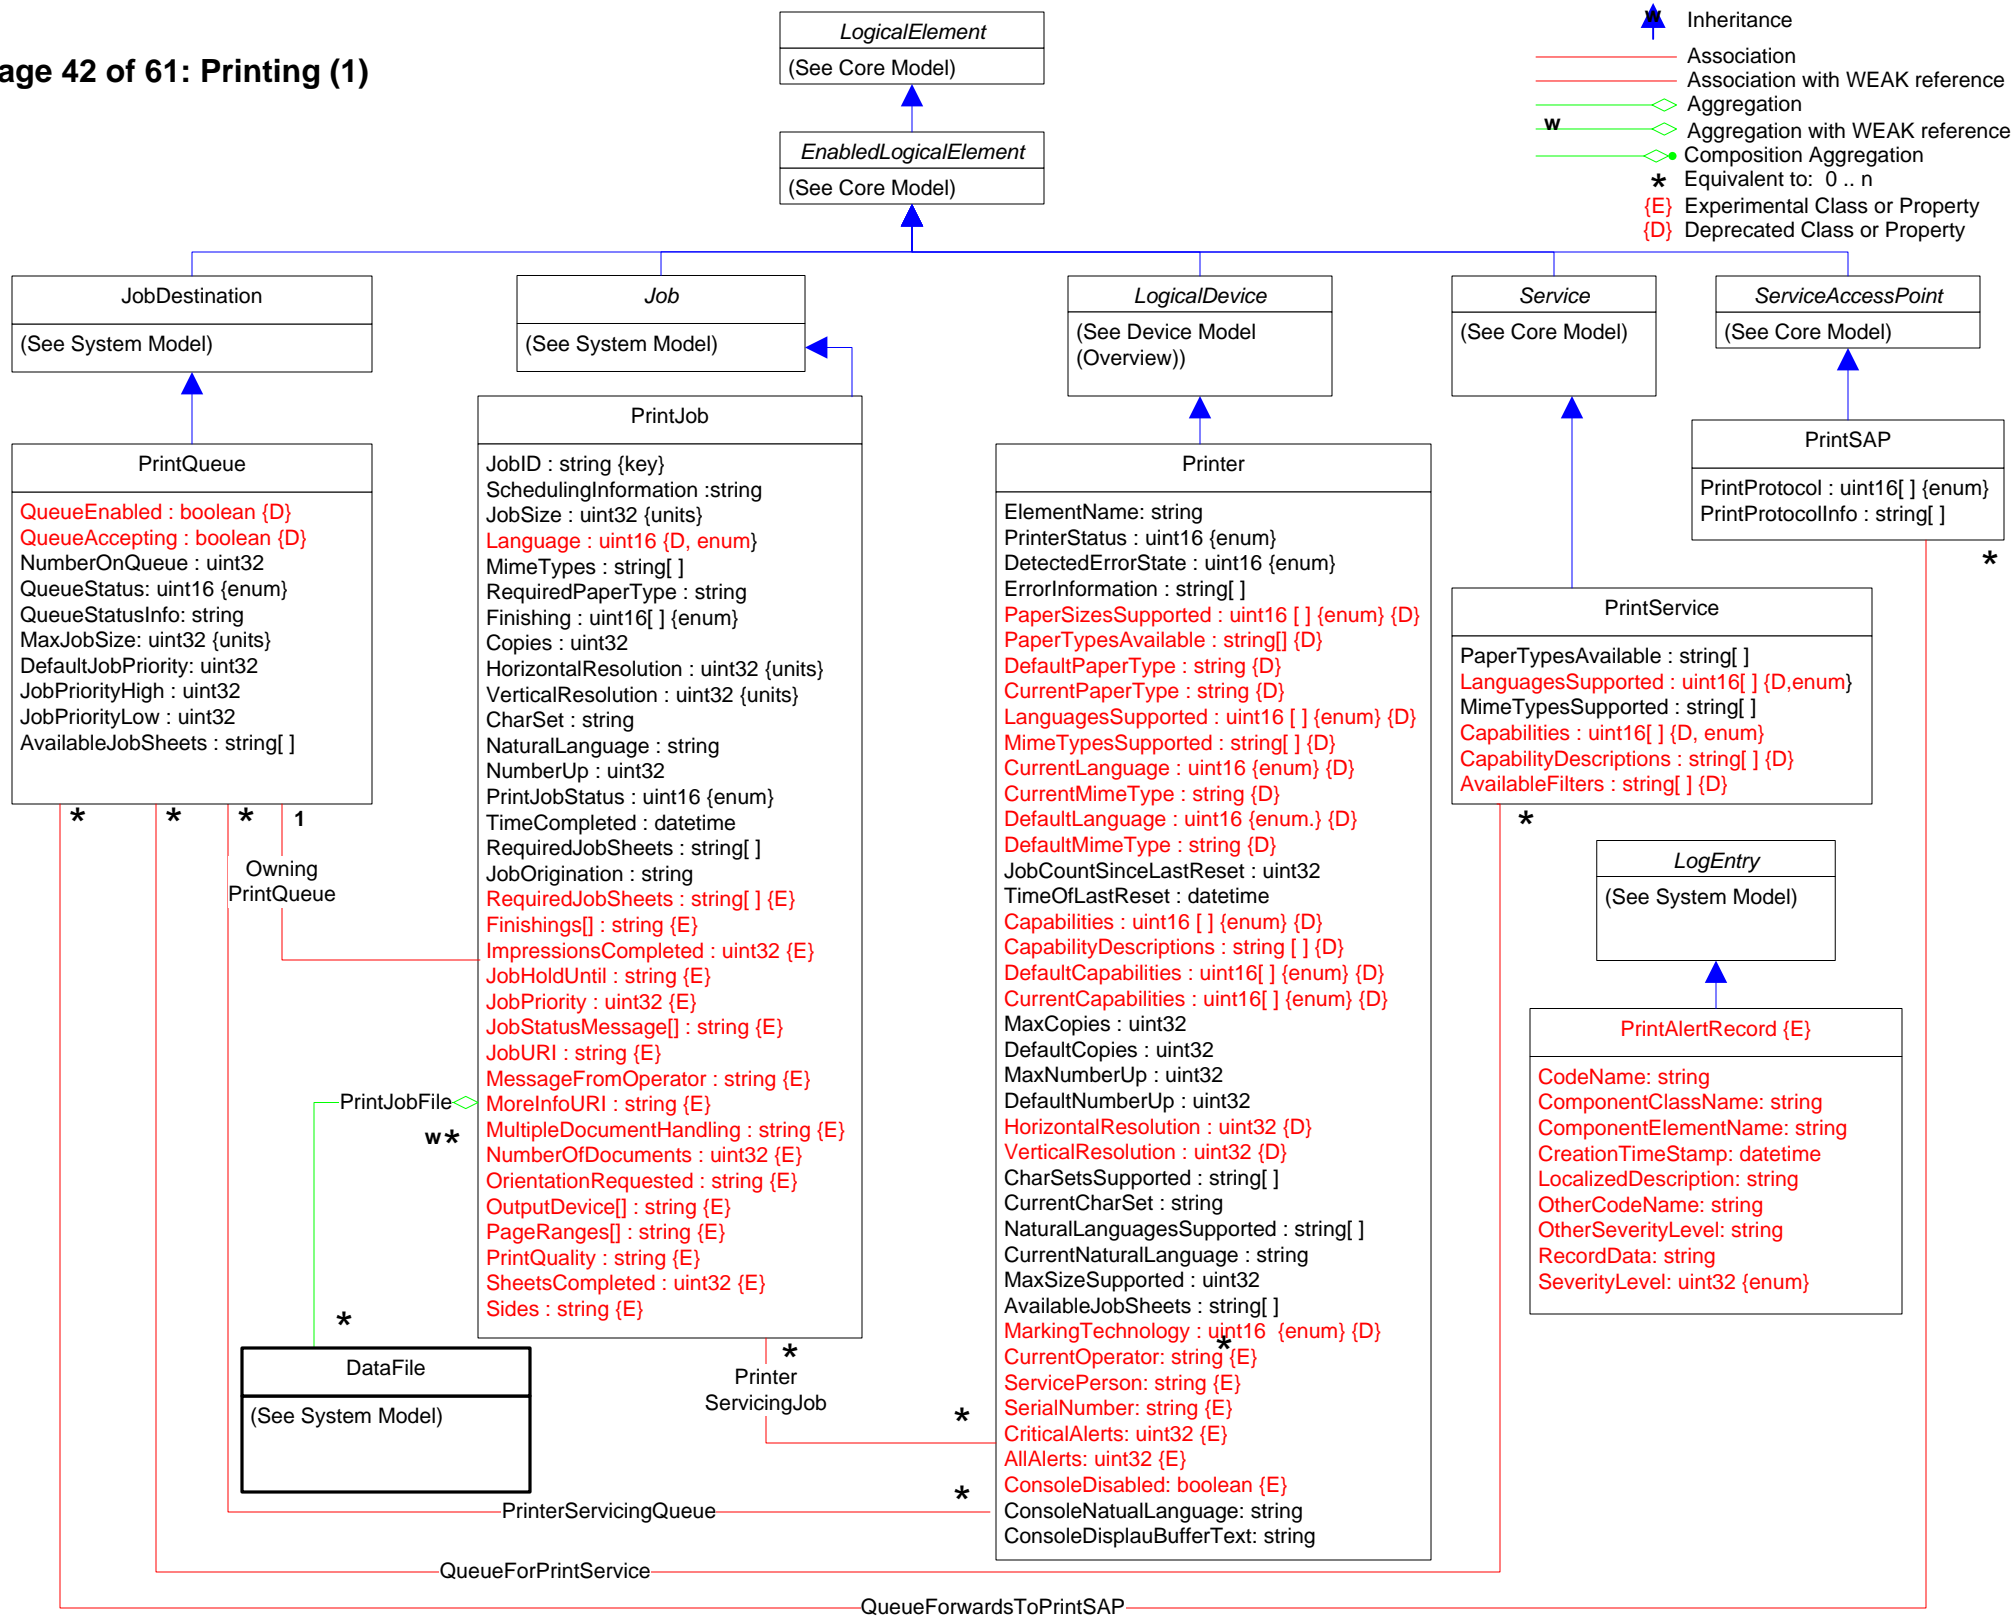 age 42 of 61: Printing (1)
LogicalElement
(See Core Model)
EnabledLogicalElement
(See Core Model)
w
Inheritance
Association
Association with WEAK reference
Aggregation
w
Aggregation with WEAK reference
Composition Aggregation
* Equivalent to: 0 .. n
{E} Experimental Class or Property
{D} Deprecated Class or Property
JobDestination
(See System Model)
Job
(See System Model)
LogicalDevice
(See Device Model
(Overview))
Service
(See Core Model)
ServiceAccessPoint
(See Core Model)
PrintQueue
QueueEnabled : boolean {D}
QueueAccepting : boolean {D}
NumberOnQueue : uint32
QueueStatus: uint16 {enum}
QueueStatusInfo: string
MaxJobSize: uint32 {units}
DefaultJobPriority: uint32
JobPriorityHigh : uint32
JobPriorityLow : uint32
AvailableJobSheets : string[ ]
* * * 1
Owning
PrintQueue
PrintJob
JobID : string {key}
SchedulingInformation :string
JobSize : uint32 {units}
Language : uint16 {D, enum}
MimeTypes : string[ ]
RequiredPaperType : string
Finishing : uint16[ ] {enum}
Copies : uint32
HorizontalResolution : uint32 {units}
VerticalResolution : uint32 {units}
CharSet : string
NaturalLanguage : string
NumberUp : uint32
PrintJobStatus : uint16 {enum}
TimeCompleted : datetime
RequiredJobSheets : string[ ]
JobOrigination : string
RequiredJobSheets : string[ ] {E}
Finishings[] : string {E}
ImpressionsCompleted : uint32 {E}
JobHoldUntil : string {E}
JobPriority : uint32 {E}
JobStatusMessage[] : string {E}
JobURI : string {E}
MessageFromOperator : string {E}
MoreInfoURI : string {E}
MultipleDocumentHandling : string {E}
NumberOfDocuments : uint32 {E}
OrientationRequested : string {E}
OutputDevice[] : string {E}
PageRanges[] : string {E}
PrintQuality : string {E}
SheetsCompleted : uint32 {E}
Sides : string {E}
PrintJobFile
w *
*
DataFile
(See System Model)
*
Printer
ServicingJob
*
Printer
ElementName: string
PrinterStatus : uint16 {enum}
DetectedErrorState : uint16 {enum}
ErrorInformation : string[ ]
PaperSizesSupported : uint16 [ ] {enum} {D}
PaperTypesAvailable : string[] {D}
DefaultPaperType : string {D}
CurrentPaperType : string {D}
LanguagesSupported : uint16 [ ] {enum} {D}
MimeTypesSupported : string[ ] {D}
CurrentLanguage : uint16 {enum} {D}
CurrentMimeType : string {D}
DefaultLanguage : uint16 {enum.} {D}
DefaultMimeType : string {D}
JobCountSinceLastReset : uint32
TimeOfLastReset : datetime
Capabilities : uint16 [ ] {enum} {D}
CapabilityDescriptions : string [ ] {D}
DefaultCapabilities : uint16[ ] {enum} {D}
CurrentCapabilities : uint16[ ] {enum} {D}
MaxCopies : uint32
DefaultCopies : uint32
MaxNumberUp : uint32
DefaultNumberUp : uint32
HorizontalResolution : uint32 {D}
VerticalResolution : uint32 {D}
CharSetsSupported : string[ ]
CurrentCharSet : string
NaturalLanguagesSupported : string[ ]
CurrentNaturalLanguage : string
MaxSizeSupported : uint32
AvailableJobSheets : string[ ]
MarkingTechnology : uint16 {enum} {D}
*
CurrentOperator: string {E}
ServicePerson: string {E}
SerialNumber: string {E}
CriticalAlerts: uint32 {E}
AllAlerts: uint32 {E}
ConsoleDisabled: boolean {E}
ConsoleNatualLanguage: string
ConsoleDisplauBufferText: string
PrintSAP
PrintProtocol : uint16[ ] {enum}
PrintProtocolInfo : string[ ]
*
PrintService
PaperTypesAvailable : string[ ]
LanguagesSupported : uint16[ ] {D,enum}
MimeTypesSupported : string[ ]
Capabilities : uint16[ ] {D, enum}
CapabilityDescriptions : string[ ] {D}
AvailableFilters : string[ ] {D}
*
LogEntry
(See System Model)
PrintAlertRecord {E}
CodeName: string
ComponentClassName: string
ComponentElementName: string
CreationTimeStamp: datetime
LocalizedDescription: string
OtherCodeName: string
OtherSeverityLevel: string
RecordData: string
SeverityLevel: uint32 {enum}
*
PrinterServicingQueue
QueueForPrintService
QueueForwardsToPrintSAP